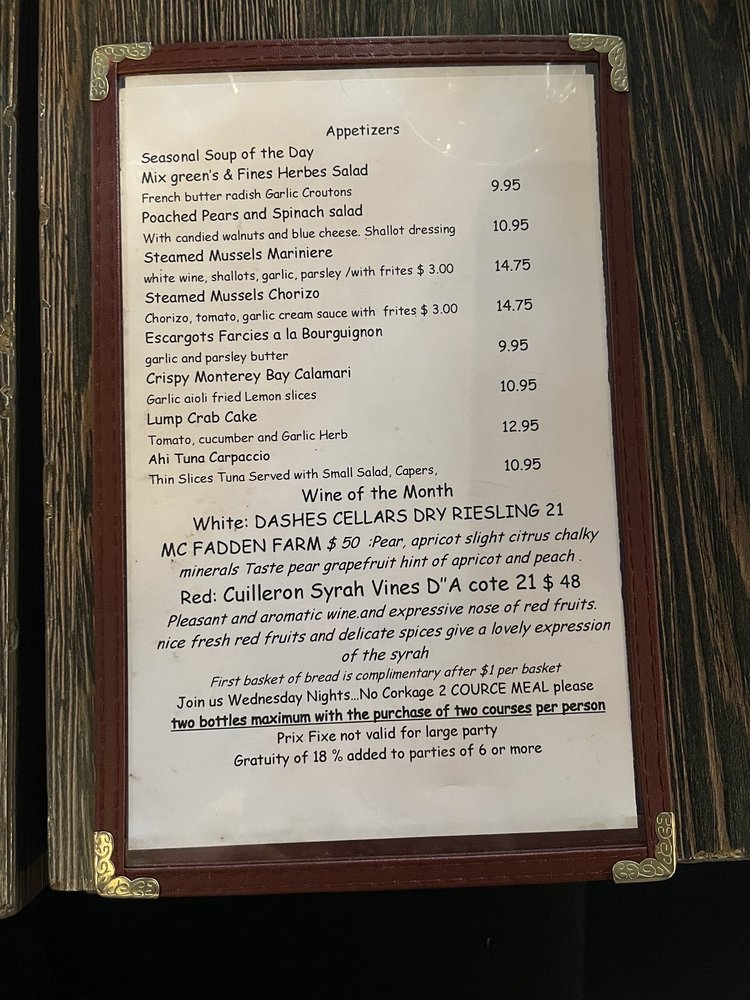 Appetizers
Seasonal Soup of the Day
Mix green's & Fines Herbes Salad
French butter radish Garlic Croutons 9.95
Poached Pears and Spinach salad
With candied walnuts and blue cheese. Shallot dressing 10.95
Steamed Mussels Mariniere
white wine, shallots, garlic, parsley /with frites $ 3.00 14.75
Steamed Mussels Chorizo
Chorizo, tomato, garlic cream sauce with frites $ 3.00 14.75
Escargots Farcies a la Bourguignon
garlic and parsley butter 9.95
Crispy Monterey Bay Calamari
Garlic aioli fried Lemon slices 10.95
Lump Crab Cake
Tomato, cucumber and Garlic Herb 12.95
Ahi Tuna Carpaccio
Thin Slices Tuna Served with Small Salad, Capers, 10.95
Wine of the Month
White: DASHES CELLARS DRY RIESLING 21
MC FADDEN FARM $ 50 :Pear, apricot slight citrus chalky
minerals Taste pear grapefruit hint of apricot and peach .
Red: Cuilleron Syrah Vines D"A cote 21 $ 48
Pleasant and aromatic wine.and expressive nose of red fruits.
nice fresh red fruits and delicate spices give a lovely expression
of the syrah
First basket of bread is complimentary after $1 per basket
Join us Wednesday Nights...No Corkage 2 COURCE MEAL please
two bottles maximum with the purchase of two courses per person
Prix Fixe not valid for large party
Gratuity of 18 % added to parties of 6 or more